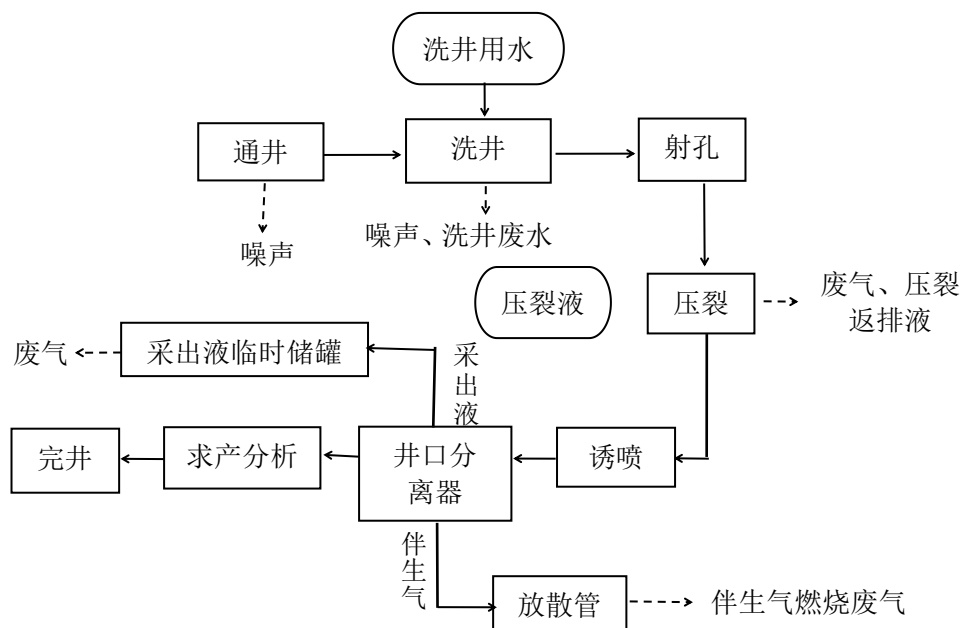 洗井用水
通井
洗井
射孔
噪声
噪声、洗井废水
压裂液
压裂
废气、压裂
返排液
废气
采出液临时储罐
采出液
完井
求产分析
井口分
离器
诱喷
伴生气
放散管
伴生气燃烧废气